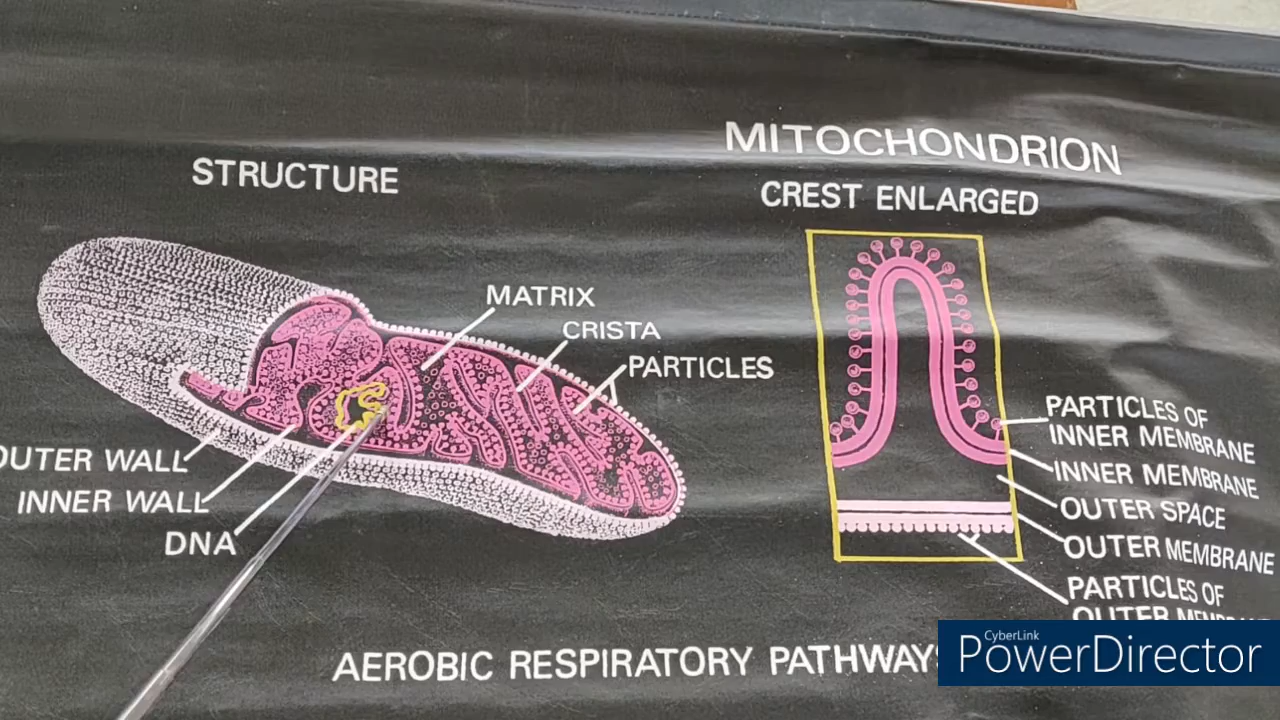 MITOCHONDRION
STRUCTURE
CREST ENLARGED
MATRIX
CRISTA
PARTICLES
OUTER WALL
INNER WALL
DNA
PARTICLES OF
INNER MEMBRANE
INNER MEMBRANE
OUTER SPACE
OUTER MEMBRANE
PARTICLES OF
OUTER
AEROBIC RESPIRATORY PATHWAYS
CyberLink
PowerDirector